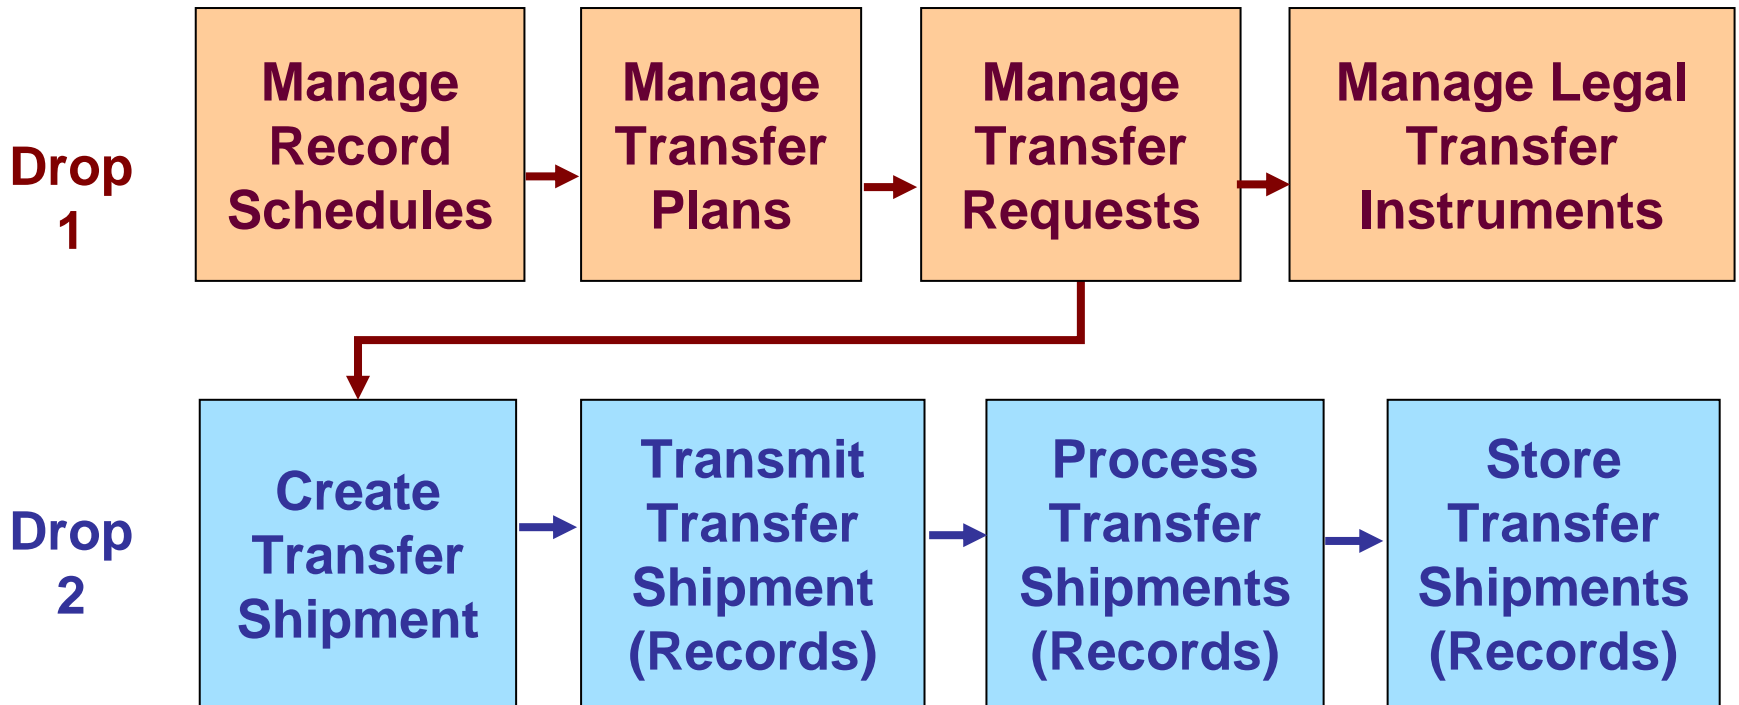 Drop
1
Manage
Record
Schedules
Manage
Transfer
Plans
Manage
Transfer
Requests
Manage Legal
Transfer
Instruments
Drop
2
Create
Transfer
Shipment
Transmit
Transfer
Shipment
(Records)
Process
Transfer
Shipments
(Records)
Store
Transfer
Shipments
(Records)